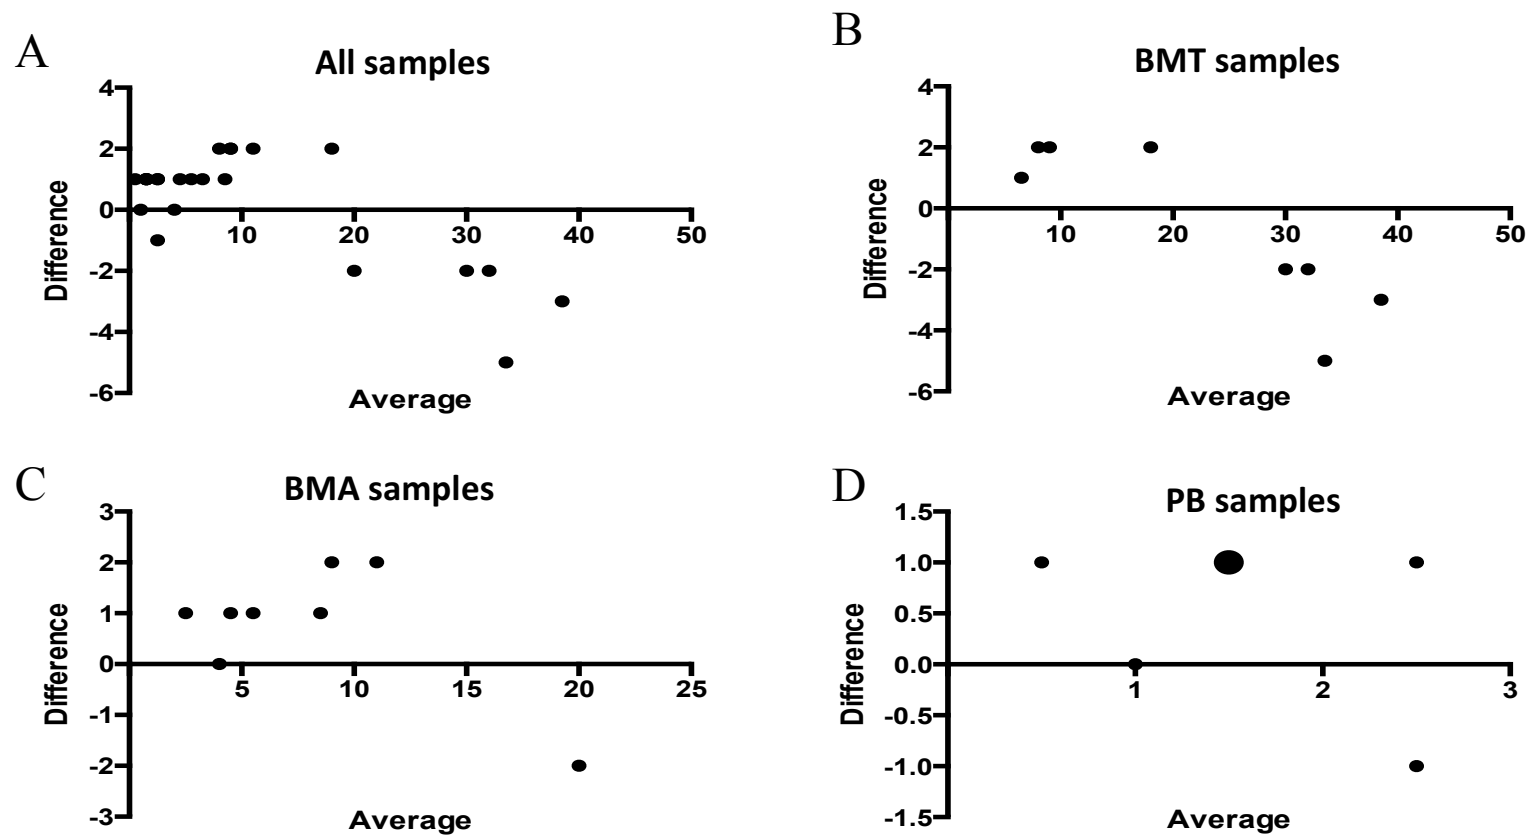 A
All samples
4
2
0
-2
-4
-6
10 20 30 40 50
Difference
Average
B
BMT samples
4
2
0
-2
-4
-6
10 20 30 40 50
Difference
Average
C
BMA samples
3
2
1
0
-1
-2
-3
5 10 15 20 25
Difference
Average
D
PB samples
1.5
1.0
0.5
0.0
-0.5
-1.0
-1.5
1 2 3
Difference
Average